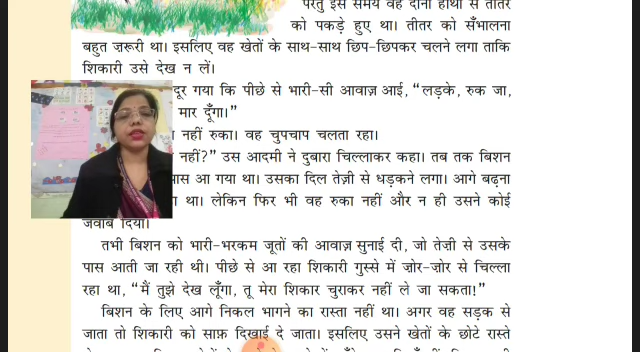 परंतु इस समय वह दोनों हाथों से तीतर
को पकड़े हुए था। तीतर को सँभालना
बहुत ज़रूरी था। इसलिए वह खेतों के साथ-साथ छिप-छिपकर चलने लगा ताकि
शिकारी उसे देख न लें।
दूर गया कि पीछे से भारी-सी आवाज़ आई, “लड़के, रुक जा,
मार दूँगा।”
नहीं रुका। वह चुपचाप चलता रहा।
नहीं?” उस आदमी ने दुबारा चिल्लाकर कहा। तब तक बिशन
आ गया था। उसका दिल तेज़ी से धड़कने लगा। आगे बढ़ना
था। लेकिन फिर भी वह रुका नहीं और न ही उसने कोई
जवाब दिया।
तभी बिशन को भारी-भरकम जूतों की आवाज़ सुनाई दी, जो तेज़ी से उसके
पास आती जा रही थी। पीछे से आ रहा शिकारी गुस्से में ज़ोर-ज़ोर से चिल्ला
रहा था, “मैं तुझे देख लूँगा, तू मेरा शिकार चुराकर नहीं ले जा सकता!”
बिशन के लिए आगे निकल भागने का रास्ता नहीं था। अगर वह सड़क से
जाता तो शिकारी को साफ़ दिखाई दे जाता। इसलिए उसने खेतों के छोटे रास्ते